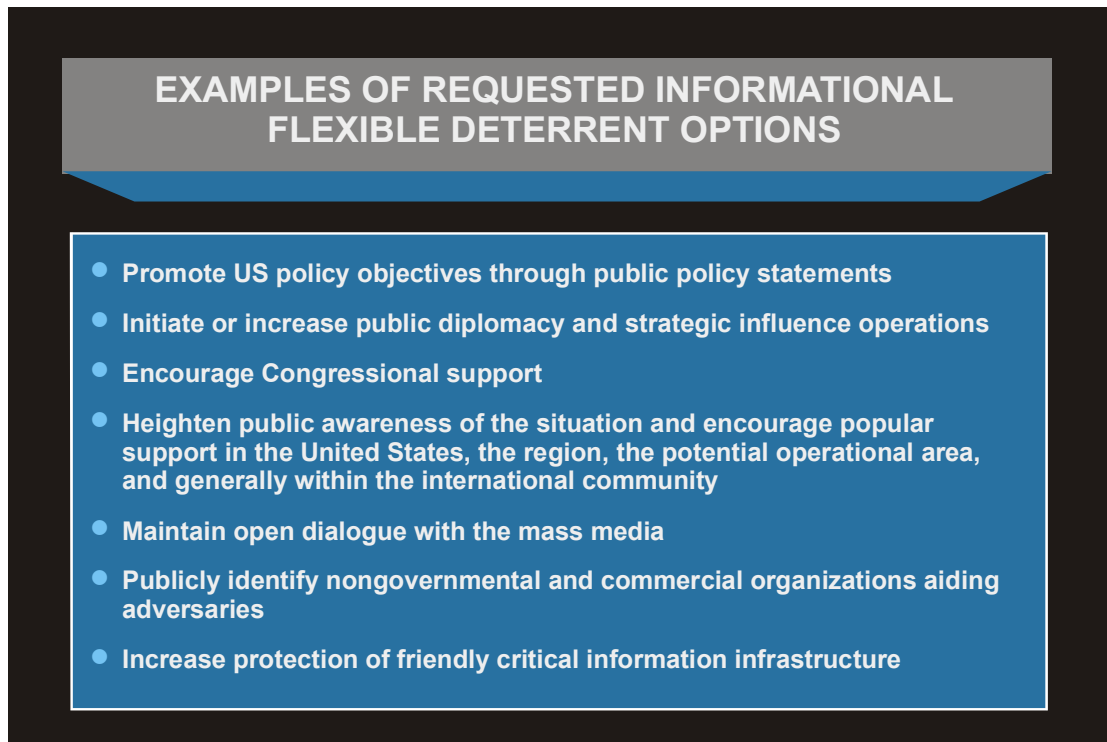 EXAMPLES OF REQUESTED INFORMATIONAL
FLEXIBLE DETERRENT OPTIONS
Promote US policy objectives through public policy statements
Initiate or increase public diplomacy and strategic influence operations
Encourage Congressional support
Heighten public awareness of the situation and encourage popular
support in the United States, the region, the potential operational area,
and generally within the international community
Maintain open dialogue with the mass media
Publicly identify nongovernmental and commercial organizations aiding
adversaries
Increase protection of friendly critical information infrastructure